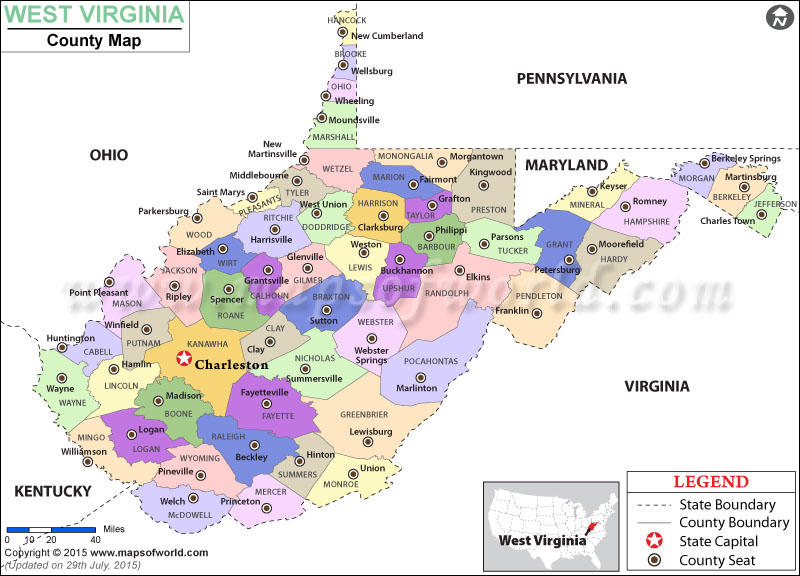 WEST VIRGINIA
County Map
N
HANCOCK
New Cumberland
BROOKE
Wellsburg
OHIO
Wheeling
Moundsville
MARSHALL
PENNSYLVANIA
OHIO
New
Martinsville
WETZEL
MONONGALIA
Morgantown
MARYLAND
Berkeley Springs
MORGAN
Martinsburg
BERKELEY
JEFFERSON
Charles Town
Middlebourne
TYLER
MARION
Fairmont
Kingwood
PRESTON
Keyser
MINERAL
Romney
HAMPSHIRE
Saint Marys
PLEASANTS
West Union
DODDRIDGE
HARRISON
Clarksburg
Grafton
TAYLOR
Parkersburg
WOOD
RITCHIE
Harrisville
Philippi
BARBOUR
Parsons
TUCKER
GRANT
Petersburg
Moorefield
HARDY
Elizabeth
WIRT
Weston
LEWIS
Buckhannon
UPSHUR
Glenville
GILMER
Grantsville
CALHOUN
Elkins
RANDOLPH
JACKSON
Ripley
Spencer
ROANE
BRAXTON
Sutton
PENDLETON
Franklin
Point Pleasant
MASON
www.mapsofworld.com
Winfield
PUTNAM
KANAWHA
Charleston
CLAY
Clay
WEBSTER
Webster
Springs
Huntington
CABELL
Hamlin
LINCOLN
NICHOLAS
Summersville
POCAHONTAS
Marlinton
Wayne
WAYNE
Madison
BOONE
Fayetteville
FAYETTE
VIRGINIA
GREENBRIER
Lewisburg
MINGO
Williamson
Logan
LOGAN
RALEIGH
Beckley
Hinton
SUMMERS
Union
MONROE
WYOMING
Pineville
KENTUCKY
Welch
McDOWELL
MERCER
Princeton
West Virginia
LEGEND
State Boundary
County Boundary
State Capital
County Seat
0 10 20 40 Miles
Copyright © 2015 www.mapsofworld.com
(Updated on 29th July, 2015)